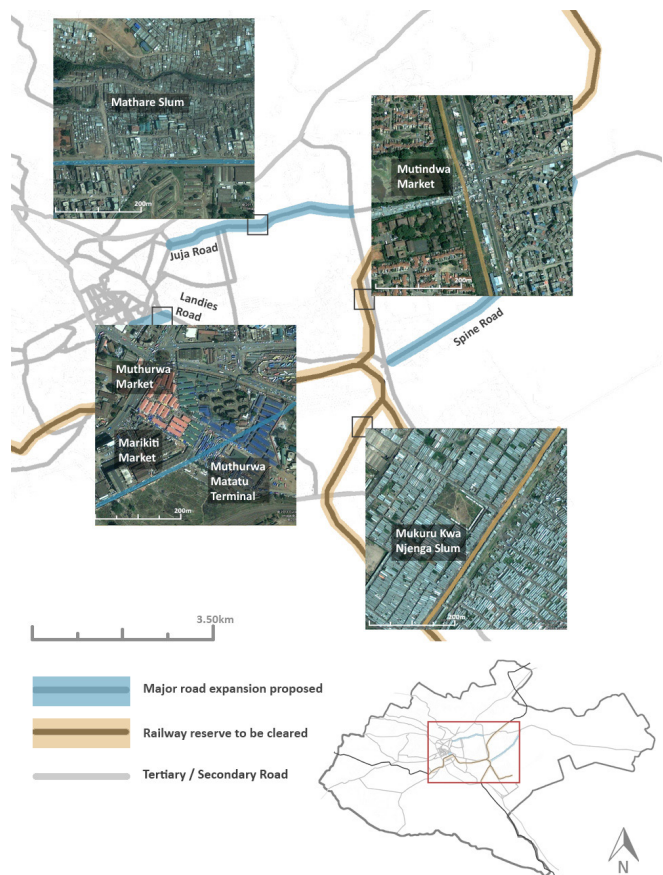 Mathare Slum
200m
Mutindwa
Market
200m
Juja Road
Landies
Road
Spine Road
Muthurwa
Market
Marikiti
Market
Muthurwa
Matatu
Terminal
200m
Mukuru Kwa
Njenga Slum
200m
3.50km
Major road expansion proposed
Railway reserve to be cleared
Tertiary / Secondary Road
N